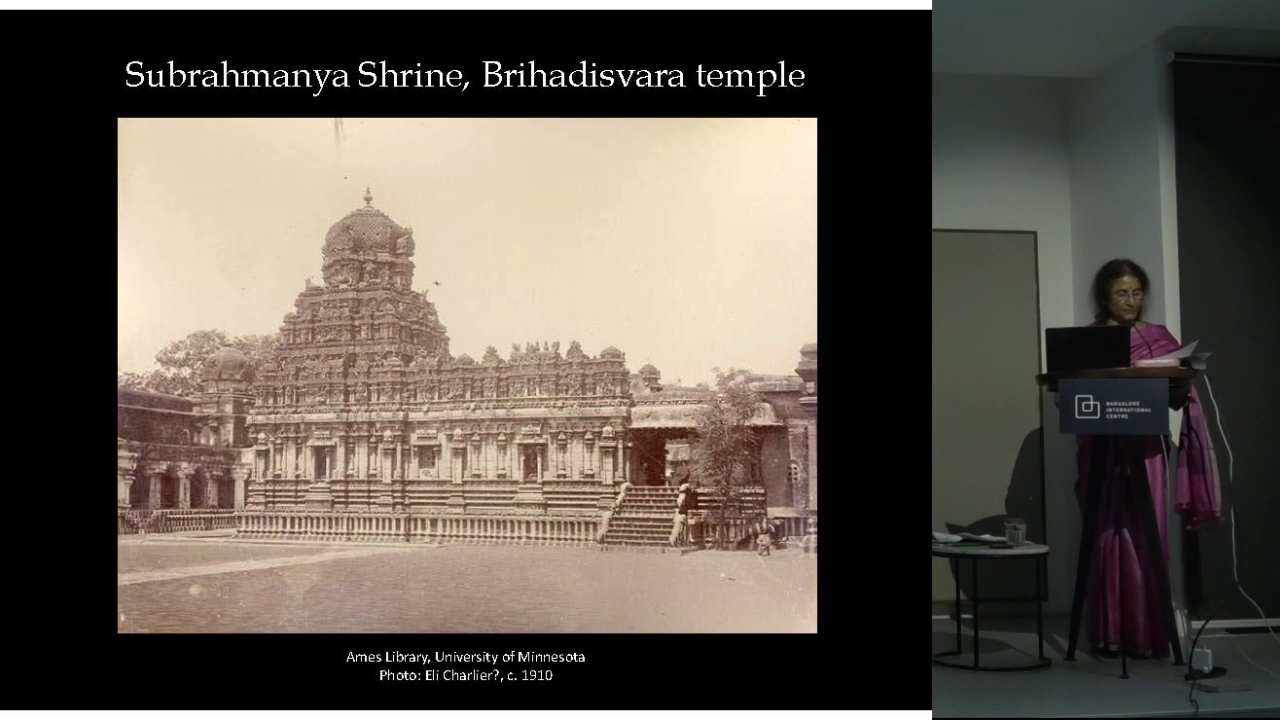 Subrahmanya Shrine, Brihadisvara temple
Ames Library, University of Minnesota
Photo: Eli Charlier?, c. 1910
BANGALORE
INTERNATIONAL
CENTRE